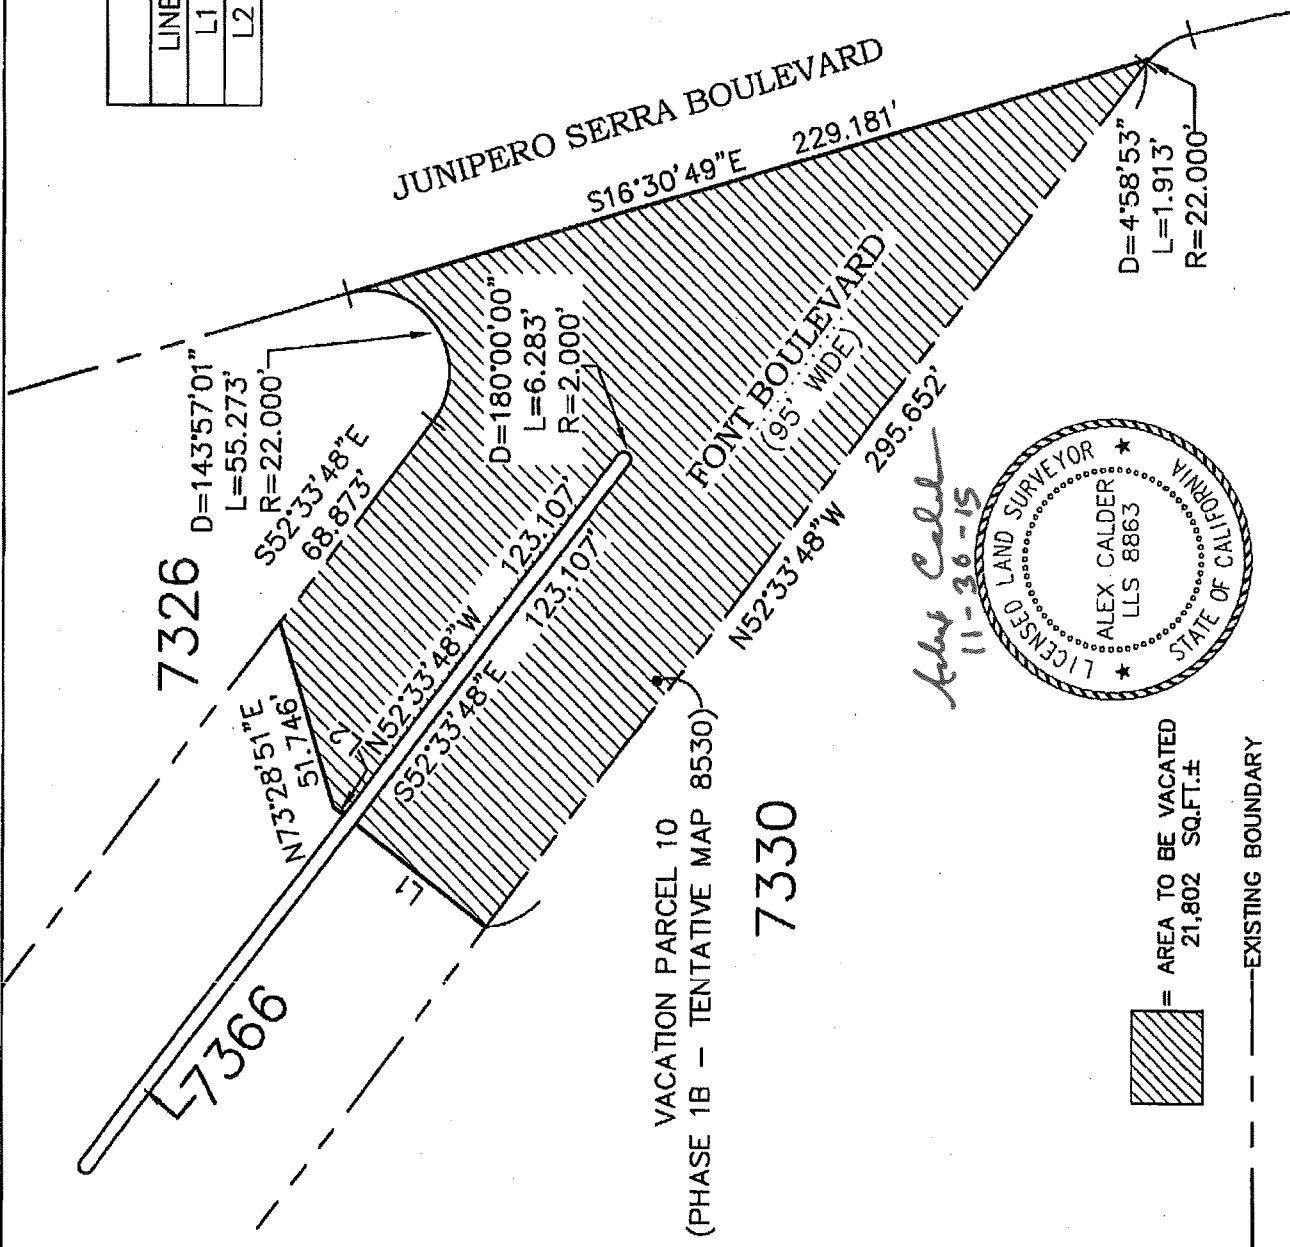 LINE
L1
L2
JUNIPERO SERRA BOULEVARD
S16°30'49"E 229.181'
D=143°57'01"
L=55.273'
R=22.000'
7326
S52°33'48"E
68.873'
D=180°00'00"
L=6.283'
R=2.000'
FONT BOULEVARD
(95' WIDE)
D=4°58'53"
L=1.913'
R=22.000'
N73°28'51"E
51.746'
L2
N52°33'48"W 123.107'
S52°33'48"E 123.107'
N52°33'48"W 295.652'
L1
7366
VACATION PARCEL 10
(PHASE 1B – TENTATIVE MAP 8530)
7330
11-30-15
LICENSED LAND SURVEYOR
ALEX CALDER
LLS 8863
STATE OF CALIFORNIA
= AREA TO BE VACATED
21,802 SQ.FT.±
EXISTING BOUNDARY